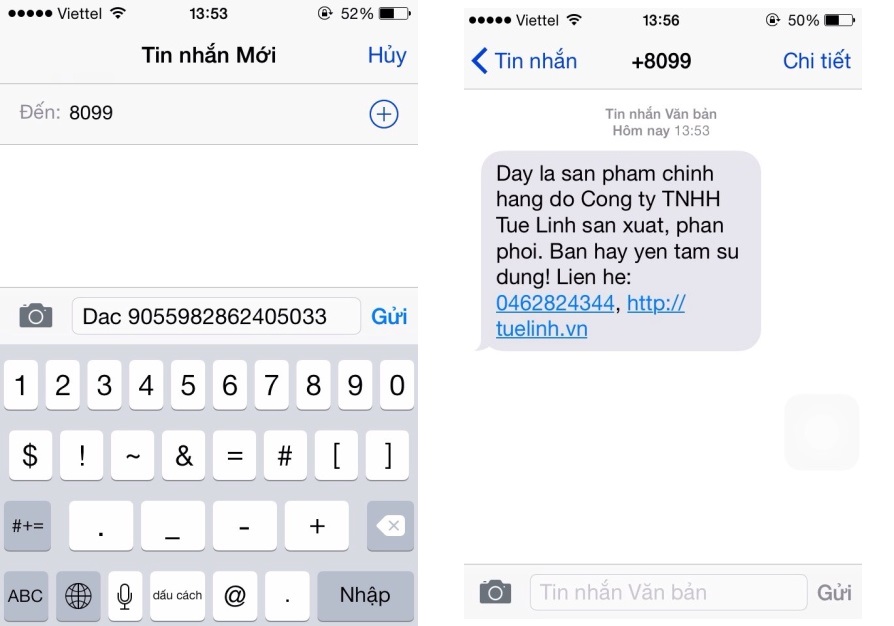 Viettel 13:53 52%
Tin nhắn Mới Hủy
Đến: 8099
Dac 9055982862405033 Gửi
1 2 3 4 5 6 7 8 9 0
$ ! ~ & = # [ ]
#+= . _ - +
ABC dấu cách @ . Nhập
Viettel 13:56 50%
Tin nhắn +8099 Chi tiết
Tin nhắn Văn bản
Hôm nay 13:53
Day la san pham chinh
hang do Cong ty TNHH
Tue Linh san xuat, phan
phoi. Ban hay yen tam su
dung! Lien he:
0462824344, http://
tuelinh.vn
Tin nhắn Văn bản Gửi